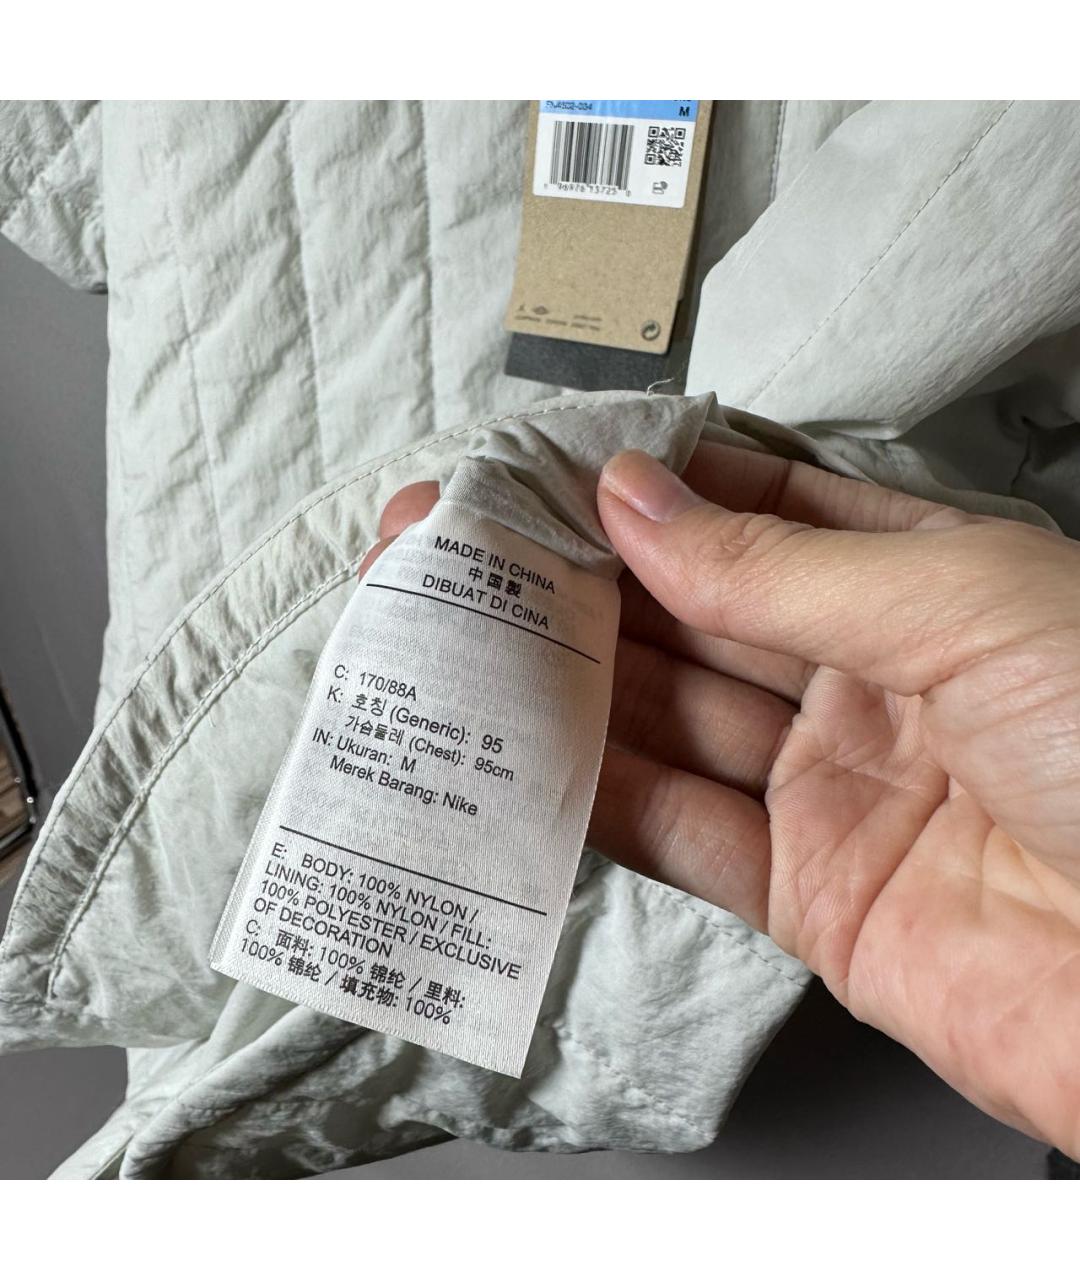 M
MADE IN CHINA
中国製
DIBUAT DI CINA
C: 170/88A
K: 호칭 (Generic): 95
가슴둘레 (Chest): 95cm
IN: Ukuran: M
Merek Barang: Nike
E: BODY: 100% NYLON /
LINING: 100% NYLON / FILL:
100% POLYESTER / EXCLUSIVE
OF DECORATION
C: 面料: 100% 锦纶 / 里料:
100% 锦纶 / 填充物: 100%